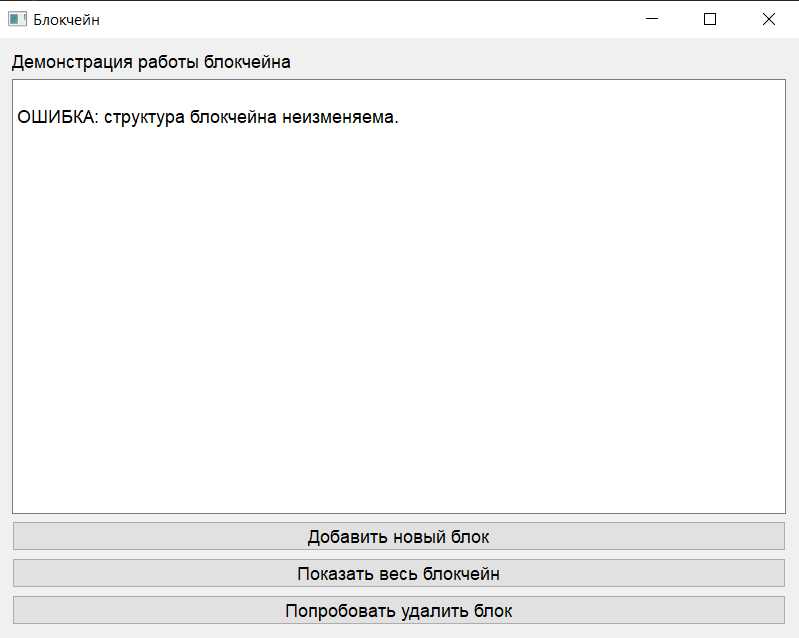 Блокчейн
Демонстрация работы блокчейна
ОШИБКА: структура блокчейна неизменяема.
Добавить новый блок
Показать весь блокчейн
Попробовать удалить блок